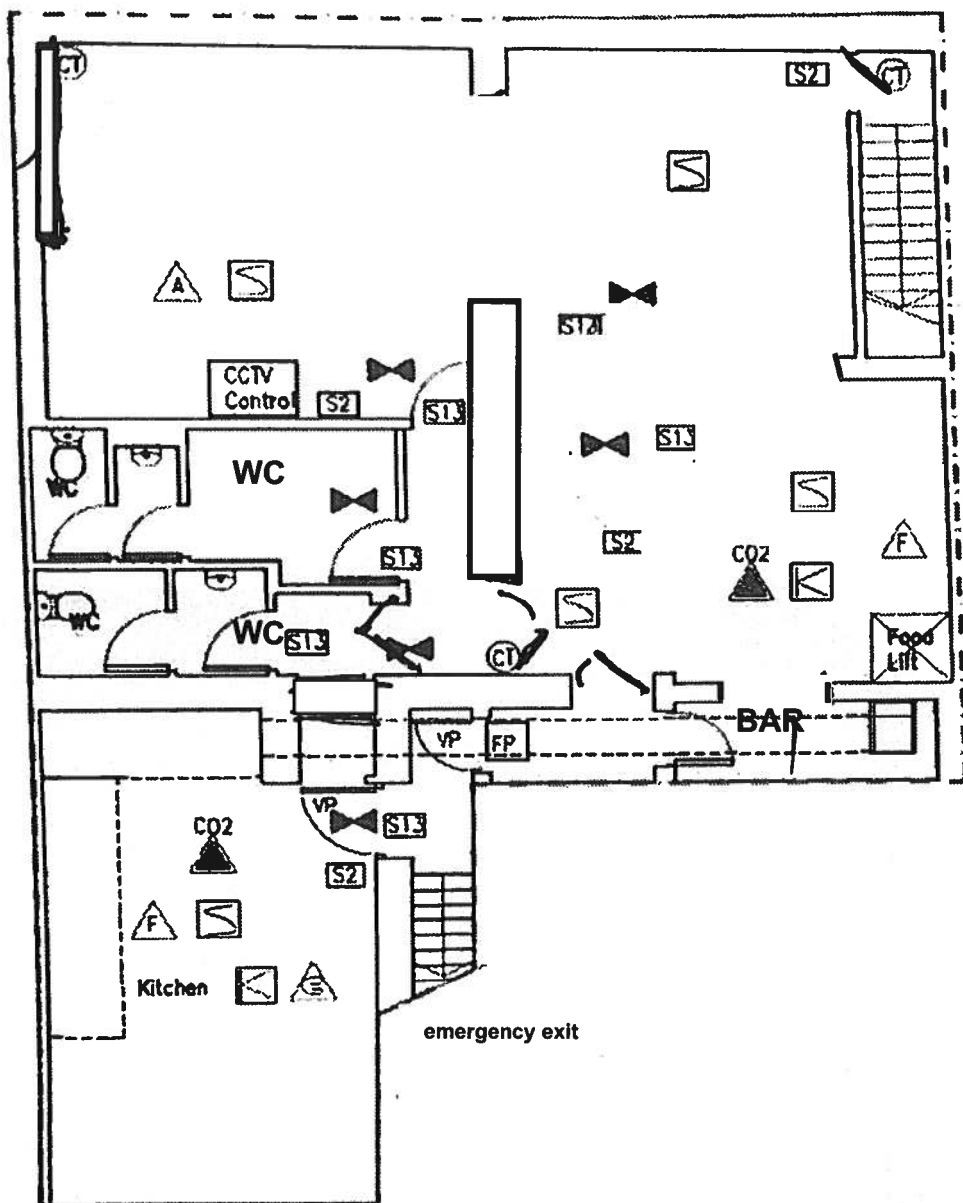 CT
S2
CT
A
CCTV
Control
S2
S13
S13
WC
WC
S13
S2
F
CO2
WC
WC
S13
CT
Food
Lift
BAR
VP
FP
VP
S13
CO2
S2
F
Kitchen
E
emergency exit